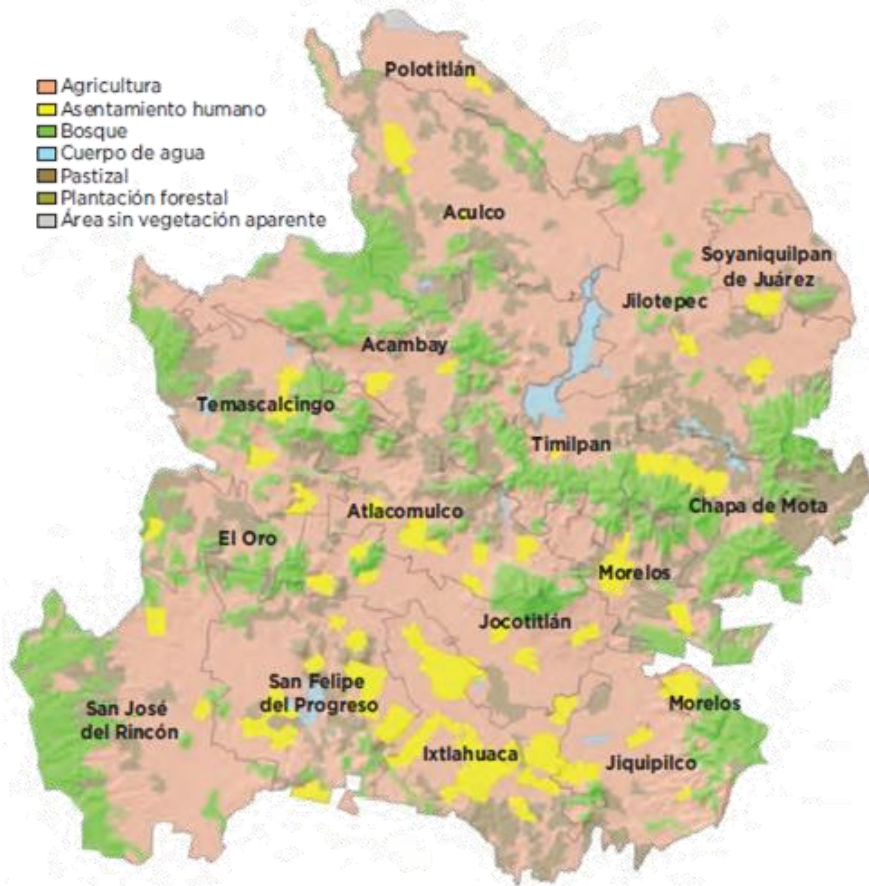 Polotitlán
Agricultura
Asentamiento humano
Bosque
Cuerpo de agua
Pastizal
Plantación forestal
Área sin vegetación aparente
Aculco
Soyaniquilpan
de Juárez
Jilotepec
Acambay
Temascalcingo
Timilpan
Chapa de Mota
Atlacomulco
El Oro
Morelos
Jocotitlán
San Felipe
del Progreso
San José
del Rincón
Morelos
Ixtlahuaca
Jiquipilco